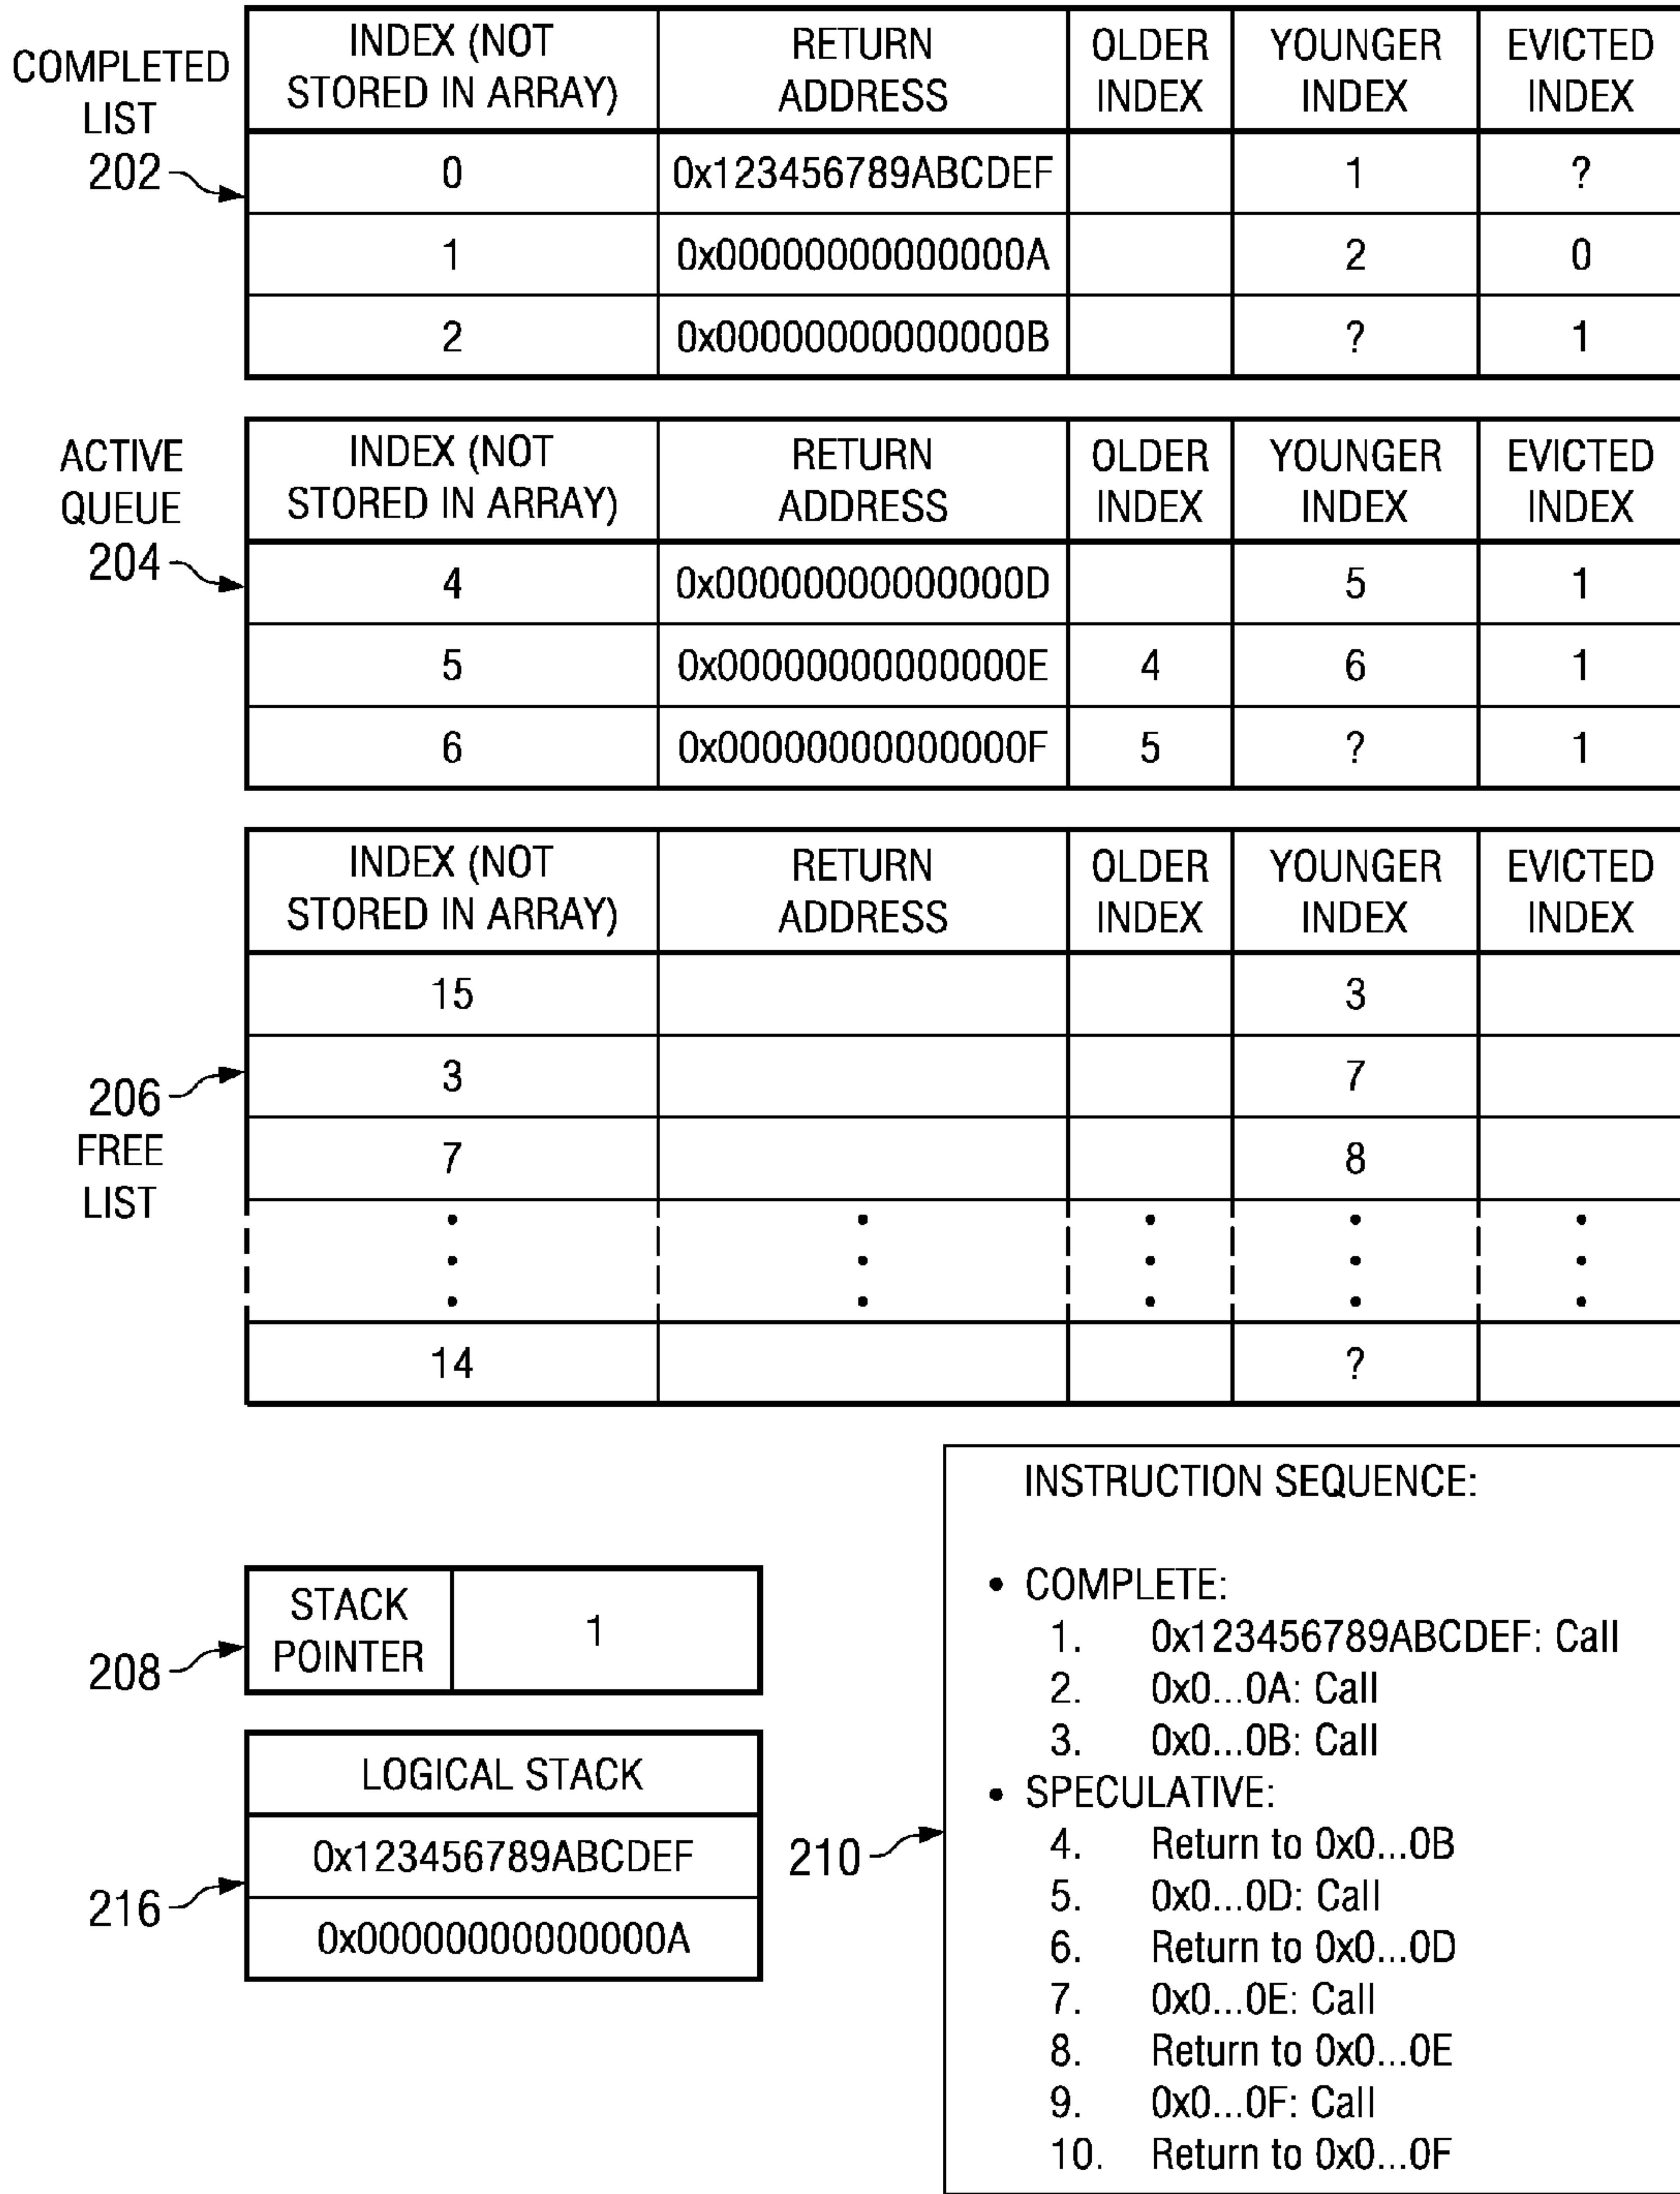 COMPLETED
LIST
202
INDEX (NOT STORED IN ARRAY) RETURN ADDRESS OLDER INDEX YOUNGER INDEX EVICTED INDEX
0 0x123456789ABCDEF 1 ?
1 0x00000000000000A 2 0
2 0x00000000000000B ? 1
ACTIVE
QUEUE
204
INDEX (NOT STORED IN ARRAY) RETURN ADDRESS OLDER INDEX YOUNGER INDEX EVICTED INDEX
4 0x00000000000000D 5 1
5 0x00000000000000E 4 6 1
6 0x00000000000000F 5 ? 1
INDEX (NOT STORED IN ARRAY) RETURN ADDRESS OLDER INDEX YOUNGER INDEX EVICTED INDEX
15 3
3 7
7 8
14 ?
206
FREE
LIST
208
STACK
POINTER
1
216
LOGICAL STACK
0x123456789ABCDEF
0x00000000000000A
210
INSTRUCTION SEQUENCE:
• COMPLETE:
1. 0x123456789ABCDEF: Call
2. 0x0...0A: Call
3. 0x0...0B: Call
• SPECULATIVE:
4. Return to 0x0...0B
5. 0x0...0D: Call
6. Return to 0x0...0D
7. 0x0...0E: Call
8. Return to 0x0...0E
9. 0x0...0F: Call
10. Return to 0x0...0F